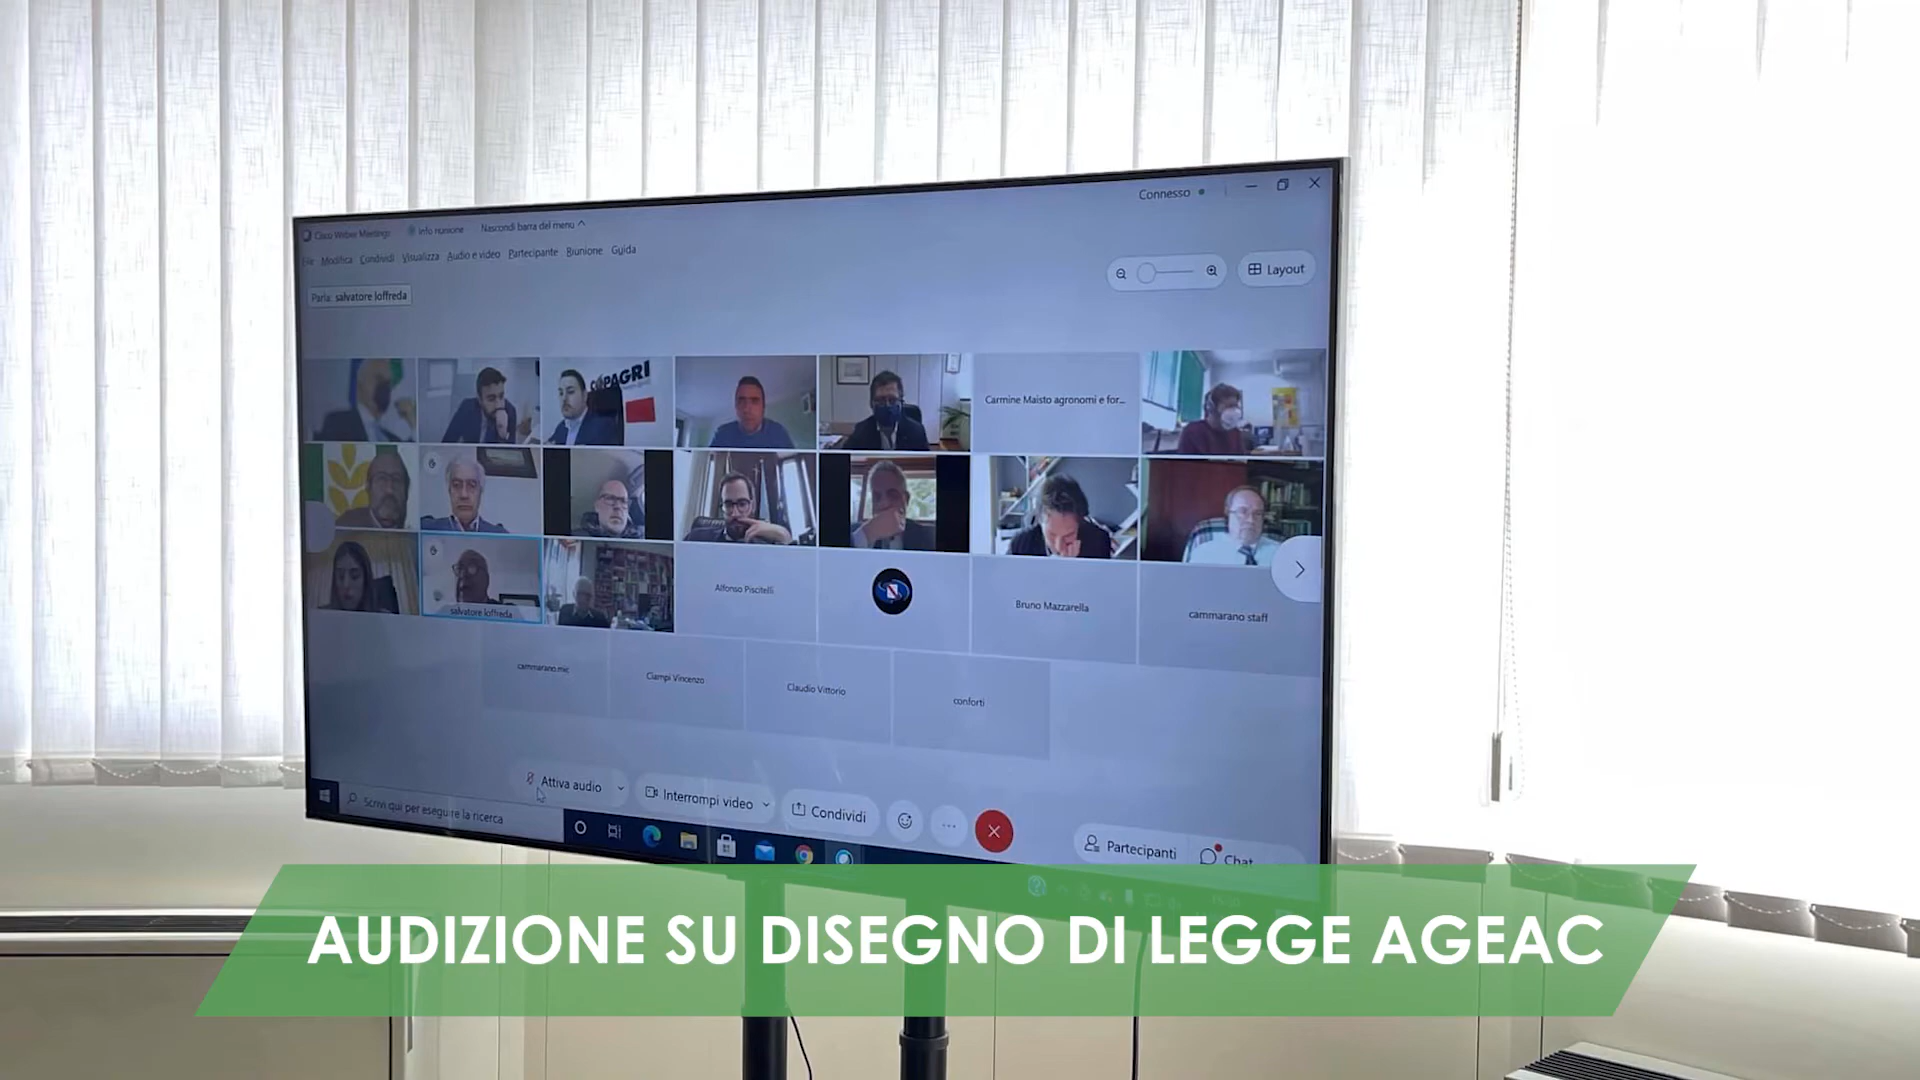 Connesso
Cisco Webex Meetings
Info riunione
Nascondi barra del menu
File Modifica Condividi Visualizza Audio e video Partecipante Riunione Guida
Layout
Parla: salvatore loffreda
COPAGRI
Carmine Maisto agronomi e for...
salvatore loffreda
Alfonso Piscitelli
Bruno Mazzarella
cammarano staff
cammarano mic
Ciampi Vincenzo
Claudio Vittorio
conforti
Attiva audio
Interrompi video
Condividi
Partecipanti
Chat
Scrivi qui per eseguire la ricerca
AUDIZIONE SU DISEGNO DI LEGGE AGEAC